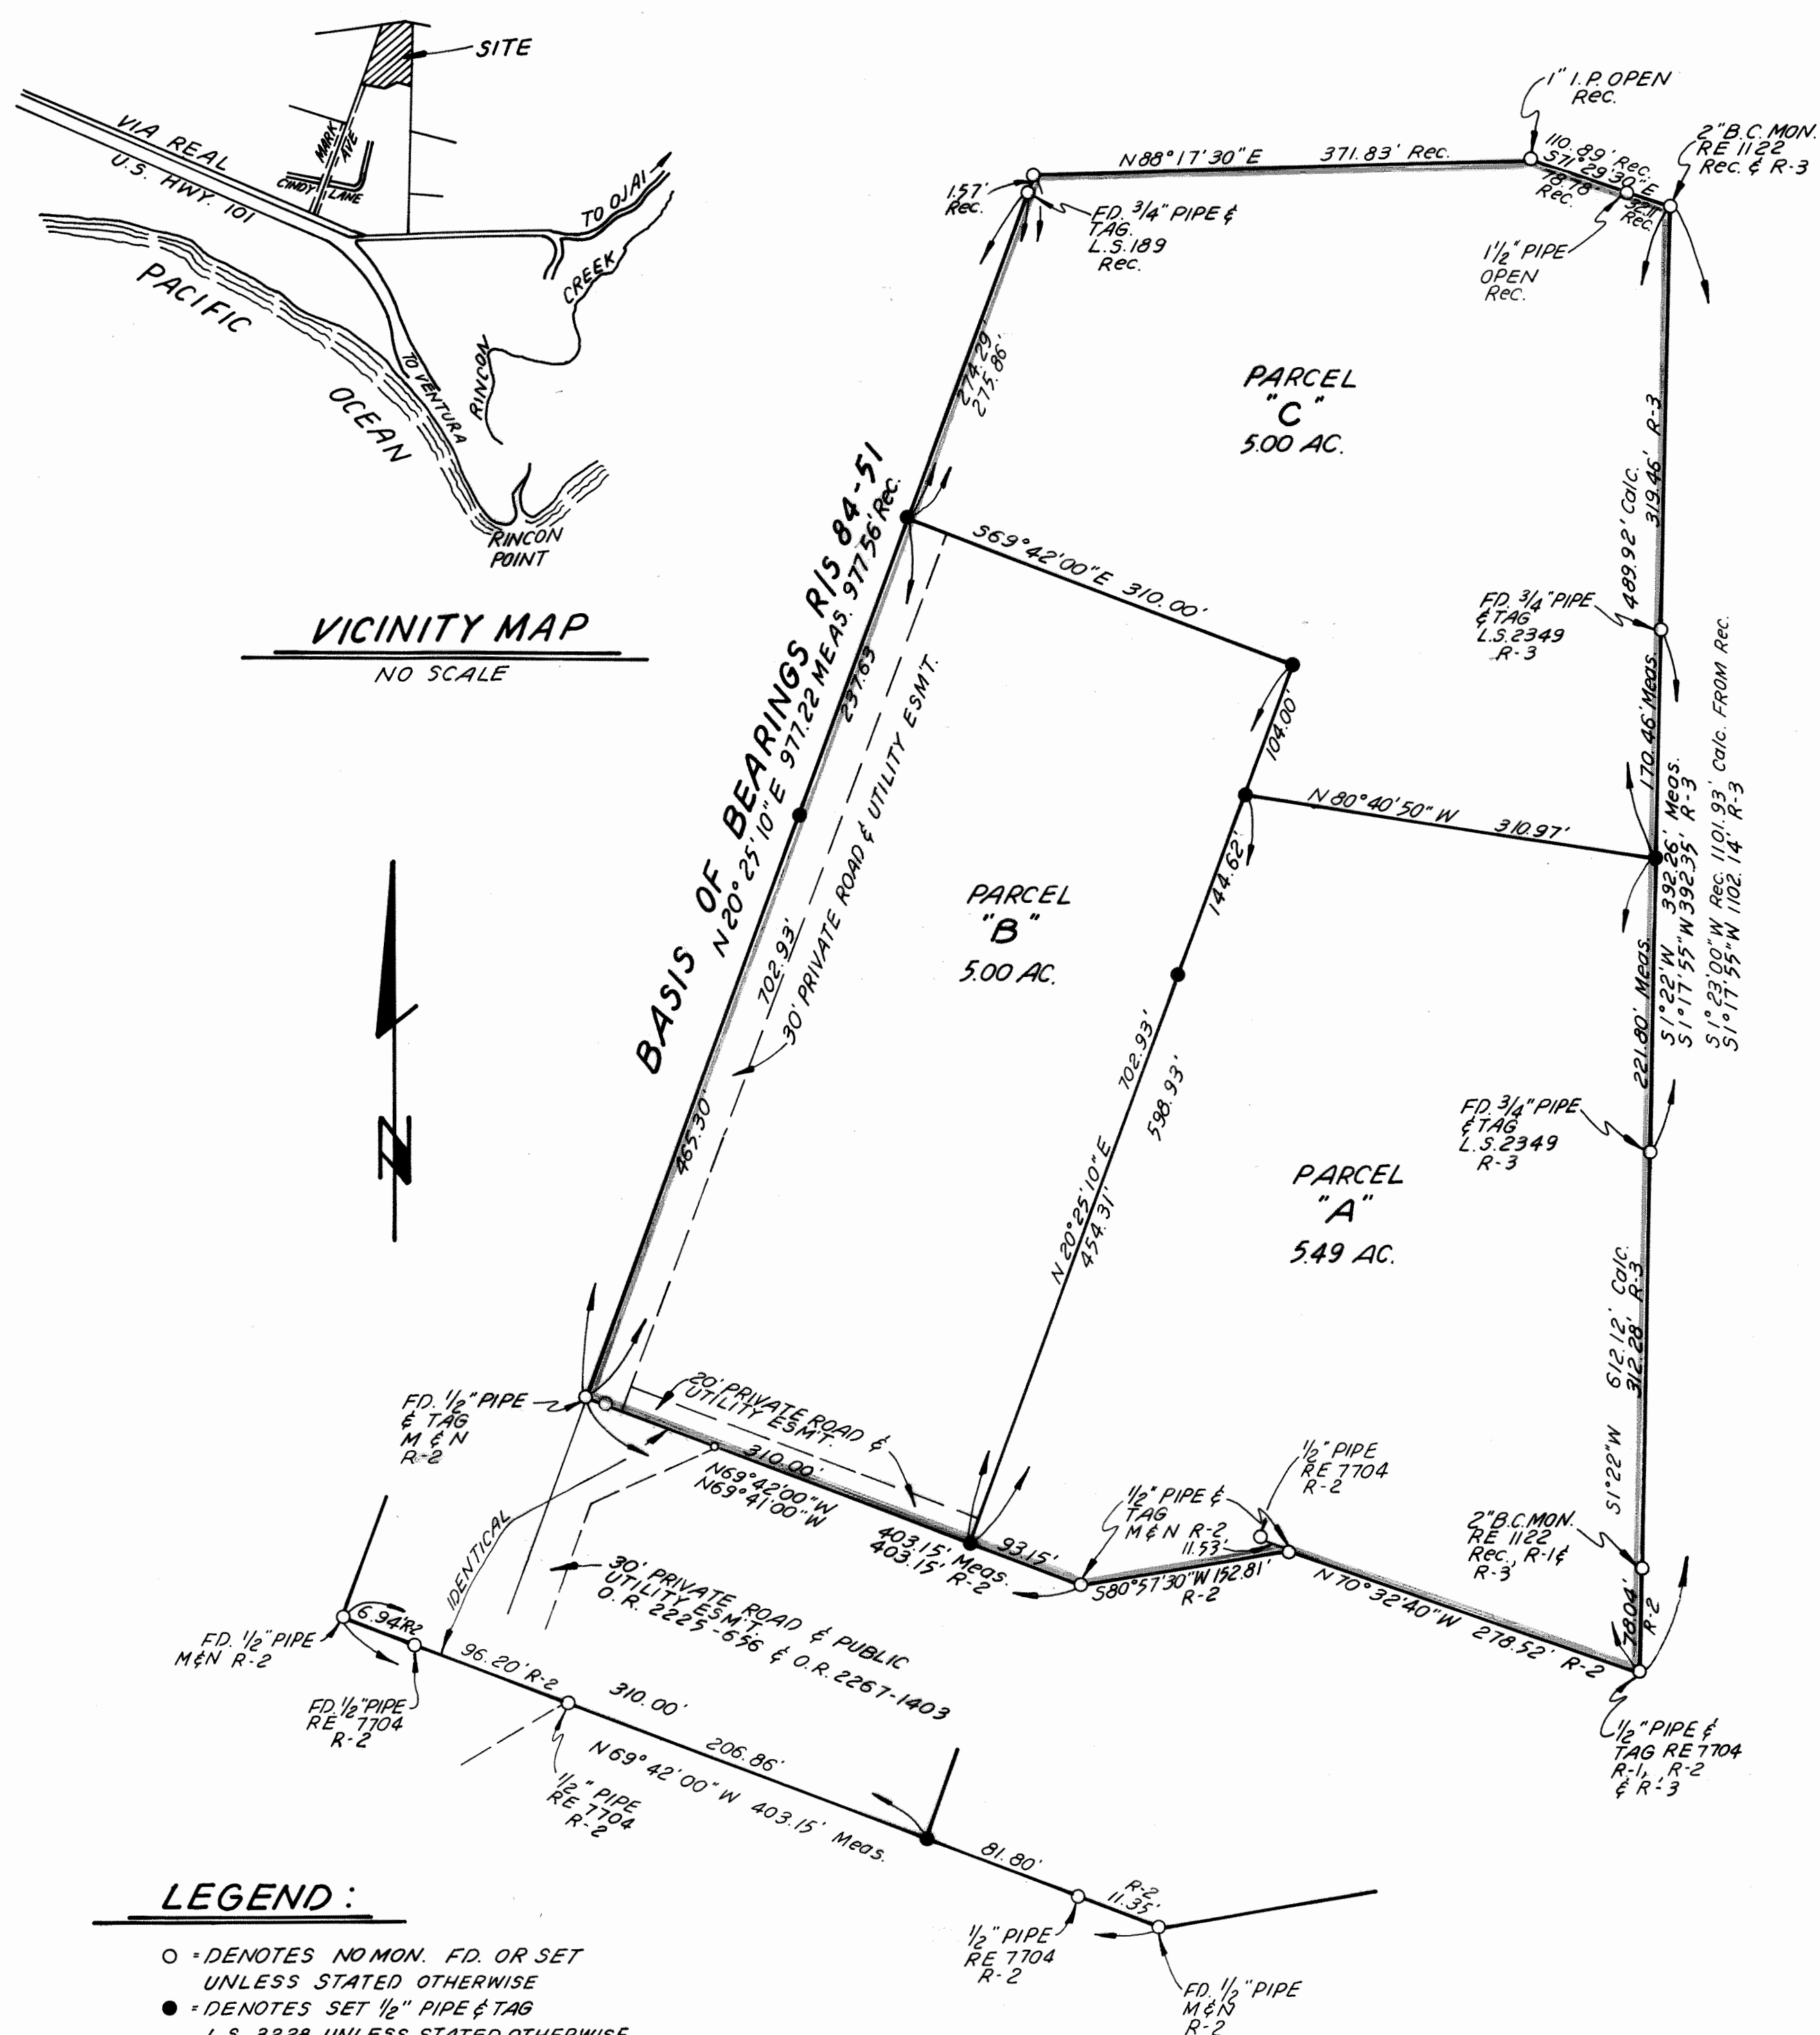 SITE
VIA REAL
U.S. HWY. 101
MARK
AVE
CINDY LANE
TO OJAI
PACIFIC
OCEAN
TO VENTURA
RINCON
CREEK
RINCON
POINT
VICINITY MAP
NO SCALE
1" I.P. OPEN
Rec.
2" B.C. MON.
RE 1122
Rec. & R-3
N88°17'30"E 371.83' Rec.
110.89' Rec.
S71°29'30"E
78.78'
Rec.
32.11
Rec.
1.57'
Rec.
FD. 3/4" PIPE &
TAG.
L.S.189
Rec.
1 1/2" PIPE
OPEN
Rec.
274.29'
275.86'
PARCEL
"C"
5.00 AC.
319.46' R-3
489.92' Calc.
BASIS OF BEARINGS R/S 84-51
N20°25'10"E 977.22 MEAS. 977.56' Rec.
237.63
S69°42'00"E 310.00'
FD. 3/4" PIPE
& TAG
L.S.2349
R-3
104.00'
170.46' Meas.
N 80°40'50" W 310.97'
30' PRIVATE ROAD & UTILITY ESM'T.
702.93'
144.62'
PARCEL
"B"
5.00 AC.
S1°22'W 392.26' Meas.
S1°17'55"W 392.35' R-3
S1°23'00"W Rec. 1101.93' Calc. FROM Rec.
S1°17'55"W 1102.14' R-3
221.80' Meas.
702.93'
598.93'
FD. 3/4" PIPE
& TAG
L.S.2349
R-3
465.30'
N 20°25'10"E
454.31'
PARCEL
"A"
5.49 AC.
S1°22"W 612.12' Calc.
312.28' R-3
FD. 1/2" PIPE
& TAG
M & N
R-2
20' PRIVATE ROAD &
UTILITY ESM'T.
310.00'
N69°42'00"W
N69°41'00"W
403.15' Meas.
403.15' R-2
93.15'
1/2" PIPE &
TAG
M & N R-2
1/2" PIPE
RE 7704
R-2
11.53'
S80°57'30"W 152.81'
R-2
N70°32'40"W 278.52' R-2
2" B.C. MON.
RE 1122
Rec., R-1 &
R-3
78.04'
R-2
1/2" PIPE &
TAG RE 7704
R-1, R-2
& R-3
IDENTICAL
30' PRIVATE ROAD & PUBLIC
UTILITY ESM'T.
O.R. 2225-656 & O.R. 2267-1403
6.94' R-2
FD. 1/2" PIPE
M&N R-2
96.20' R-2
FD. 1/2" PIPE
RE 7704
R-2
310.00'
206.86'
N69°42'00"W 403.15' Meas.
1/2" PIPE
RE 7704
R-2
81.80'
R-2
11.35'
1/2" PIPE
RE 7704
R-2
FD. 1/2" PIPE
M&N
R-2
LEGEND:
O = DENOTES NO MON. FD. OR SET
UNLESS STATED OTHERWISE
● = DENOTES SET 1/2" PIPE & TAG
L.S. 3228 UNLESS STATED OTHERWISE